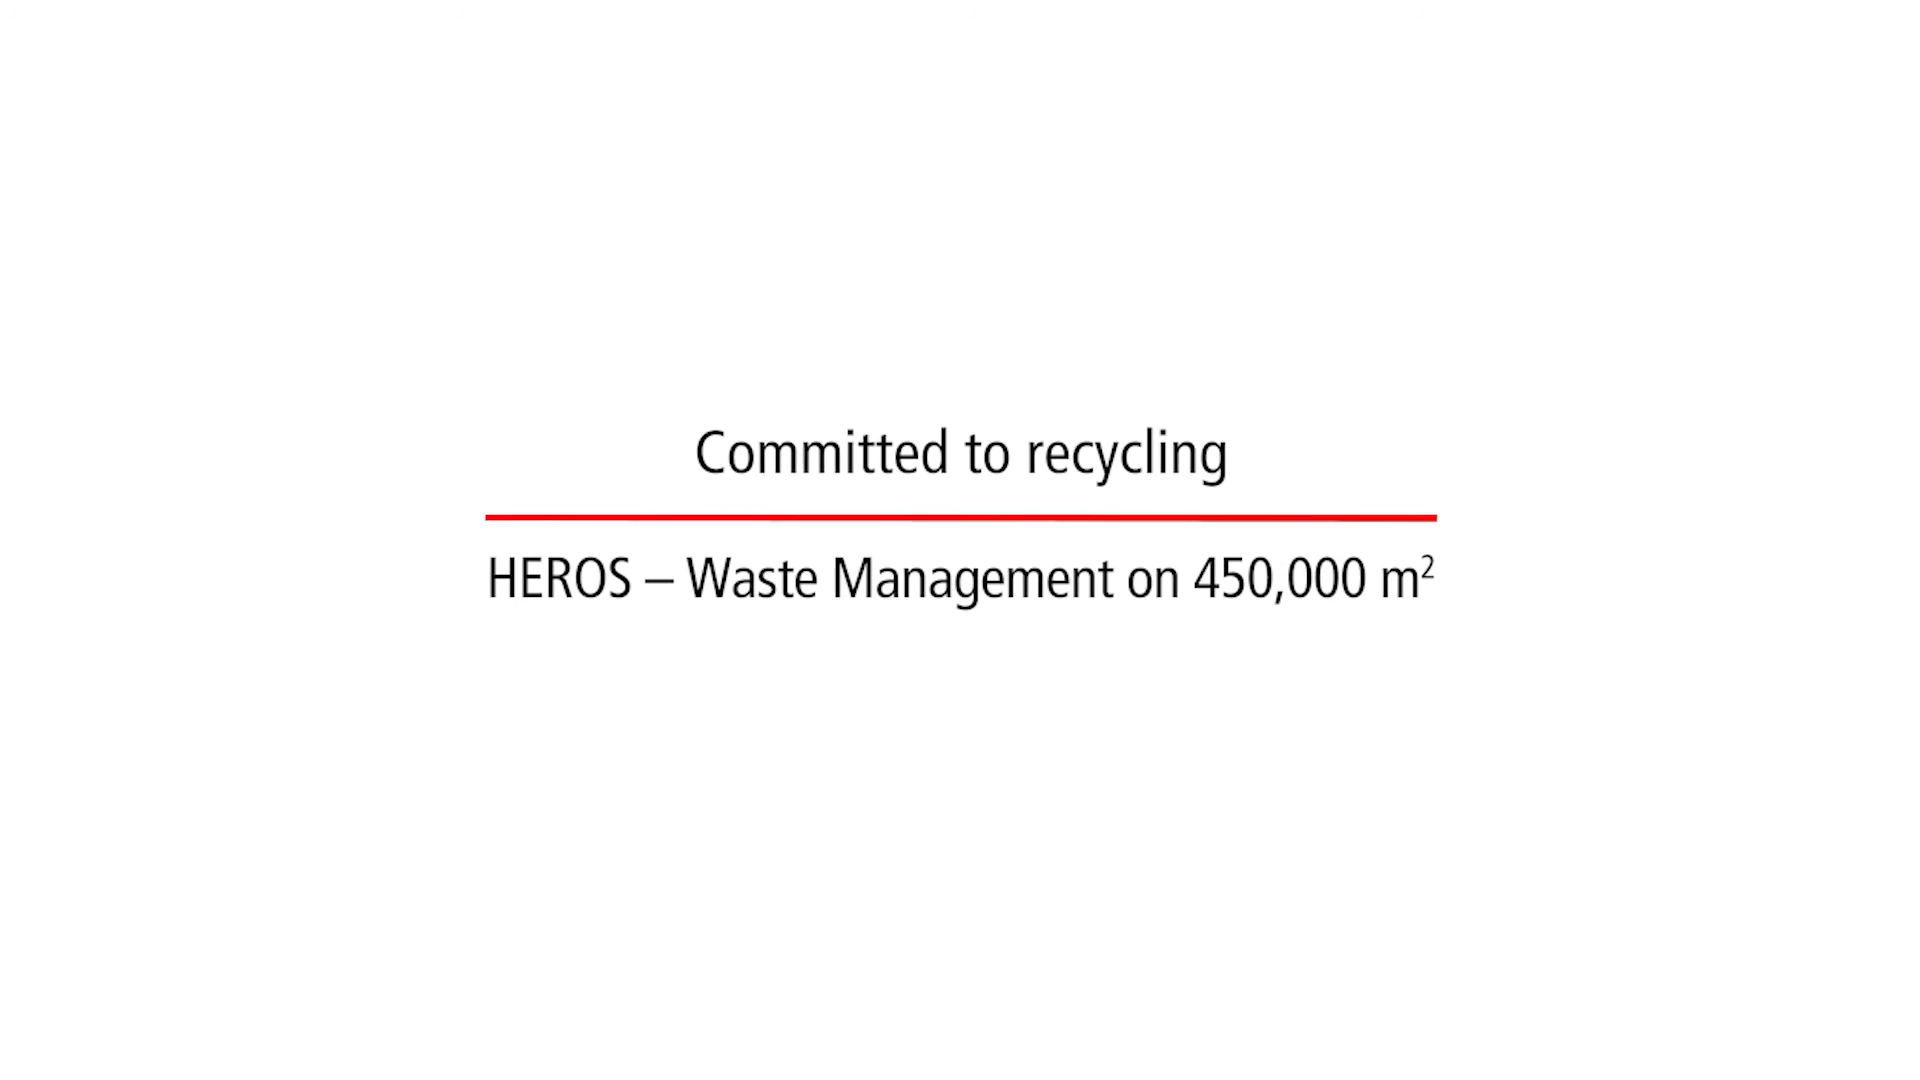 Committed to recycling
HEROS – Waste Management on 450,000 m²